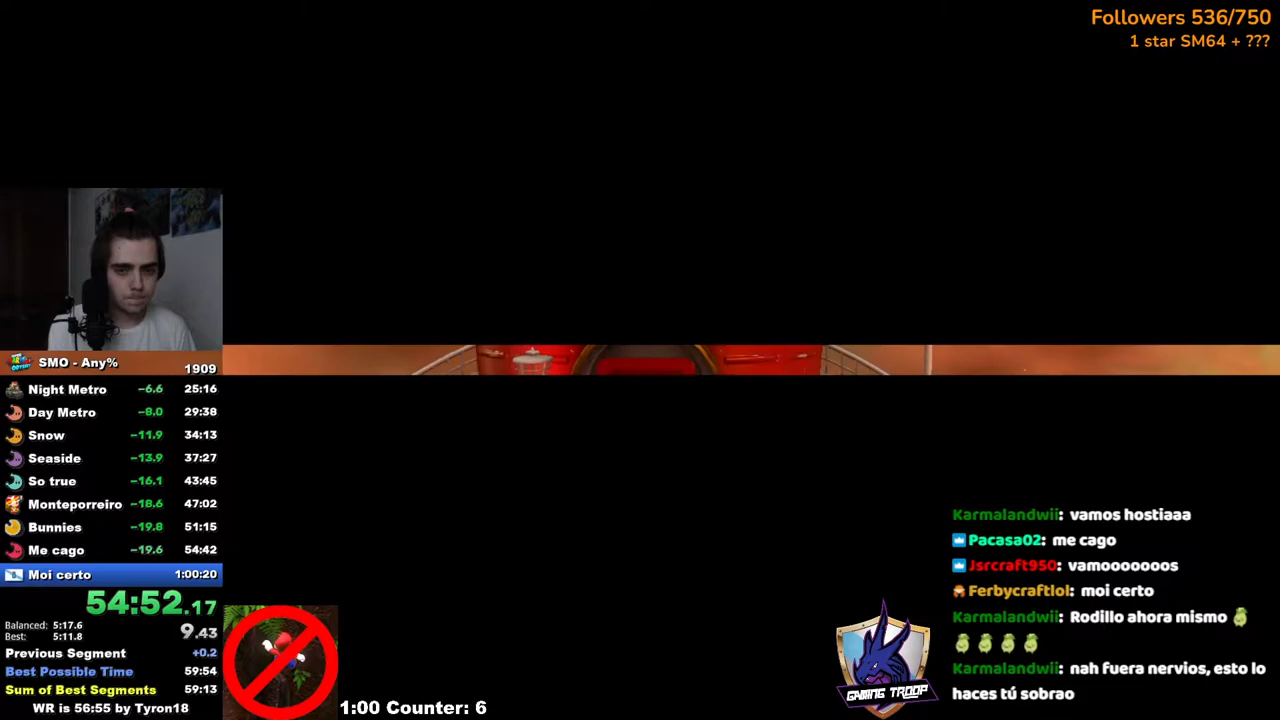 Followers 536/750
1 star SM64 + ???
SMO - Any% 1909
Night Metro -6.6 25:16
Day Metro -8.0 29:38
Snow -11.9 34:13
Seaside -13.9 37:27
So true -16.1 43:45
Monteporreiro -18.6 47:02
Bunnies -19.8 51:15
Me cago -19.6 54:42
Moi certo 1:00:20
54:52.17
Balanced: 5:17.6
Best: 5:11.8
9.43
Previous Segment +0.2
Best Possible Time 59:54
Sum of Best Segments 59:13
WR is 56:55 by Tyron18
1:00 Counter: 6
GAMING TROOP
Karmalandwii: vamos hostiaaa
Pacasa02: me cago
Jsrcraft950: vamooooooos
Ferbycraftlol: moi certo
Karmalandwii: Rodillo ahora mismo
Karmalandwii: nah fuera nervios, esto lo
haces tú sobrao